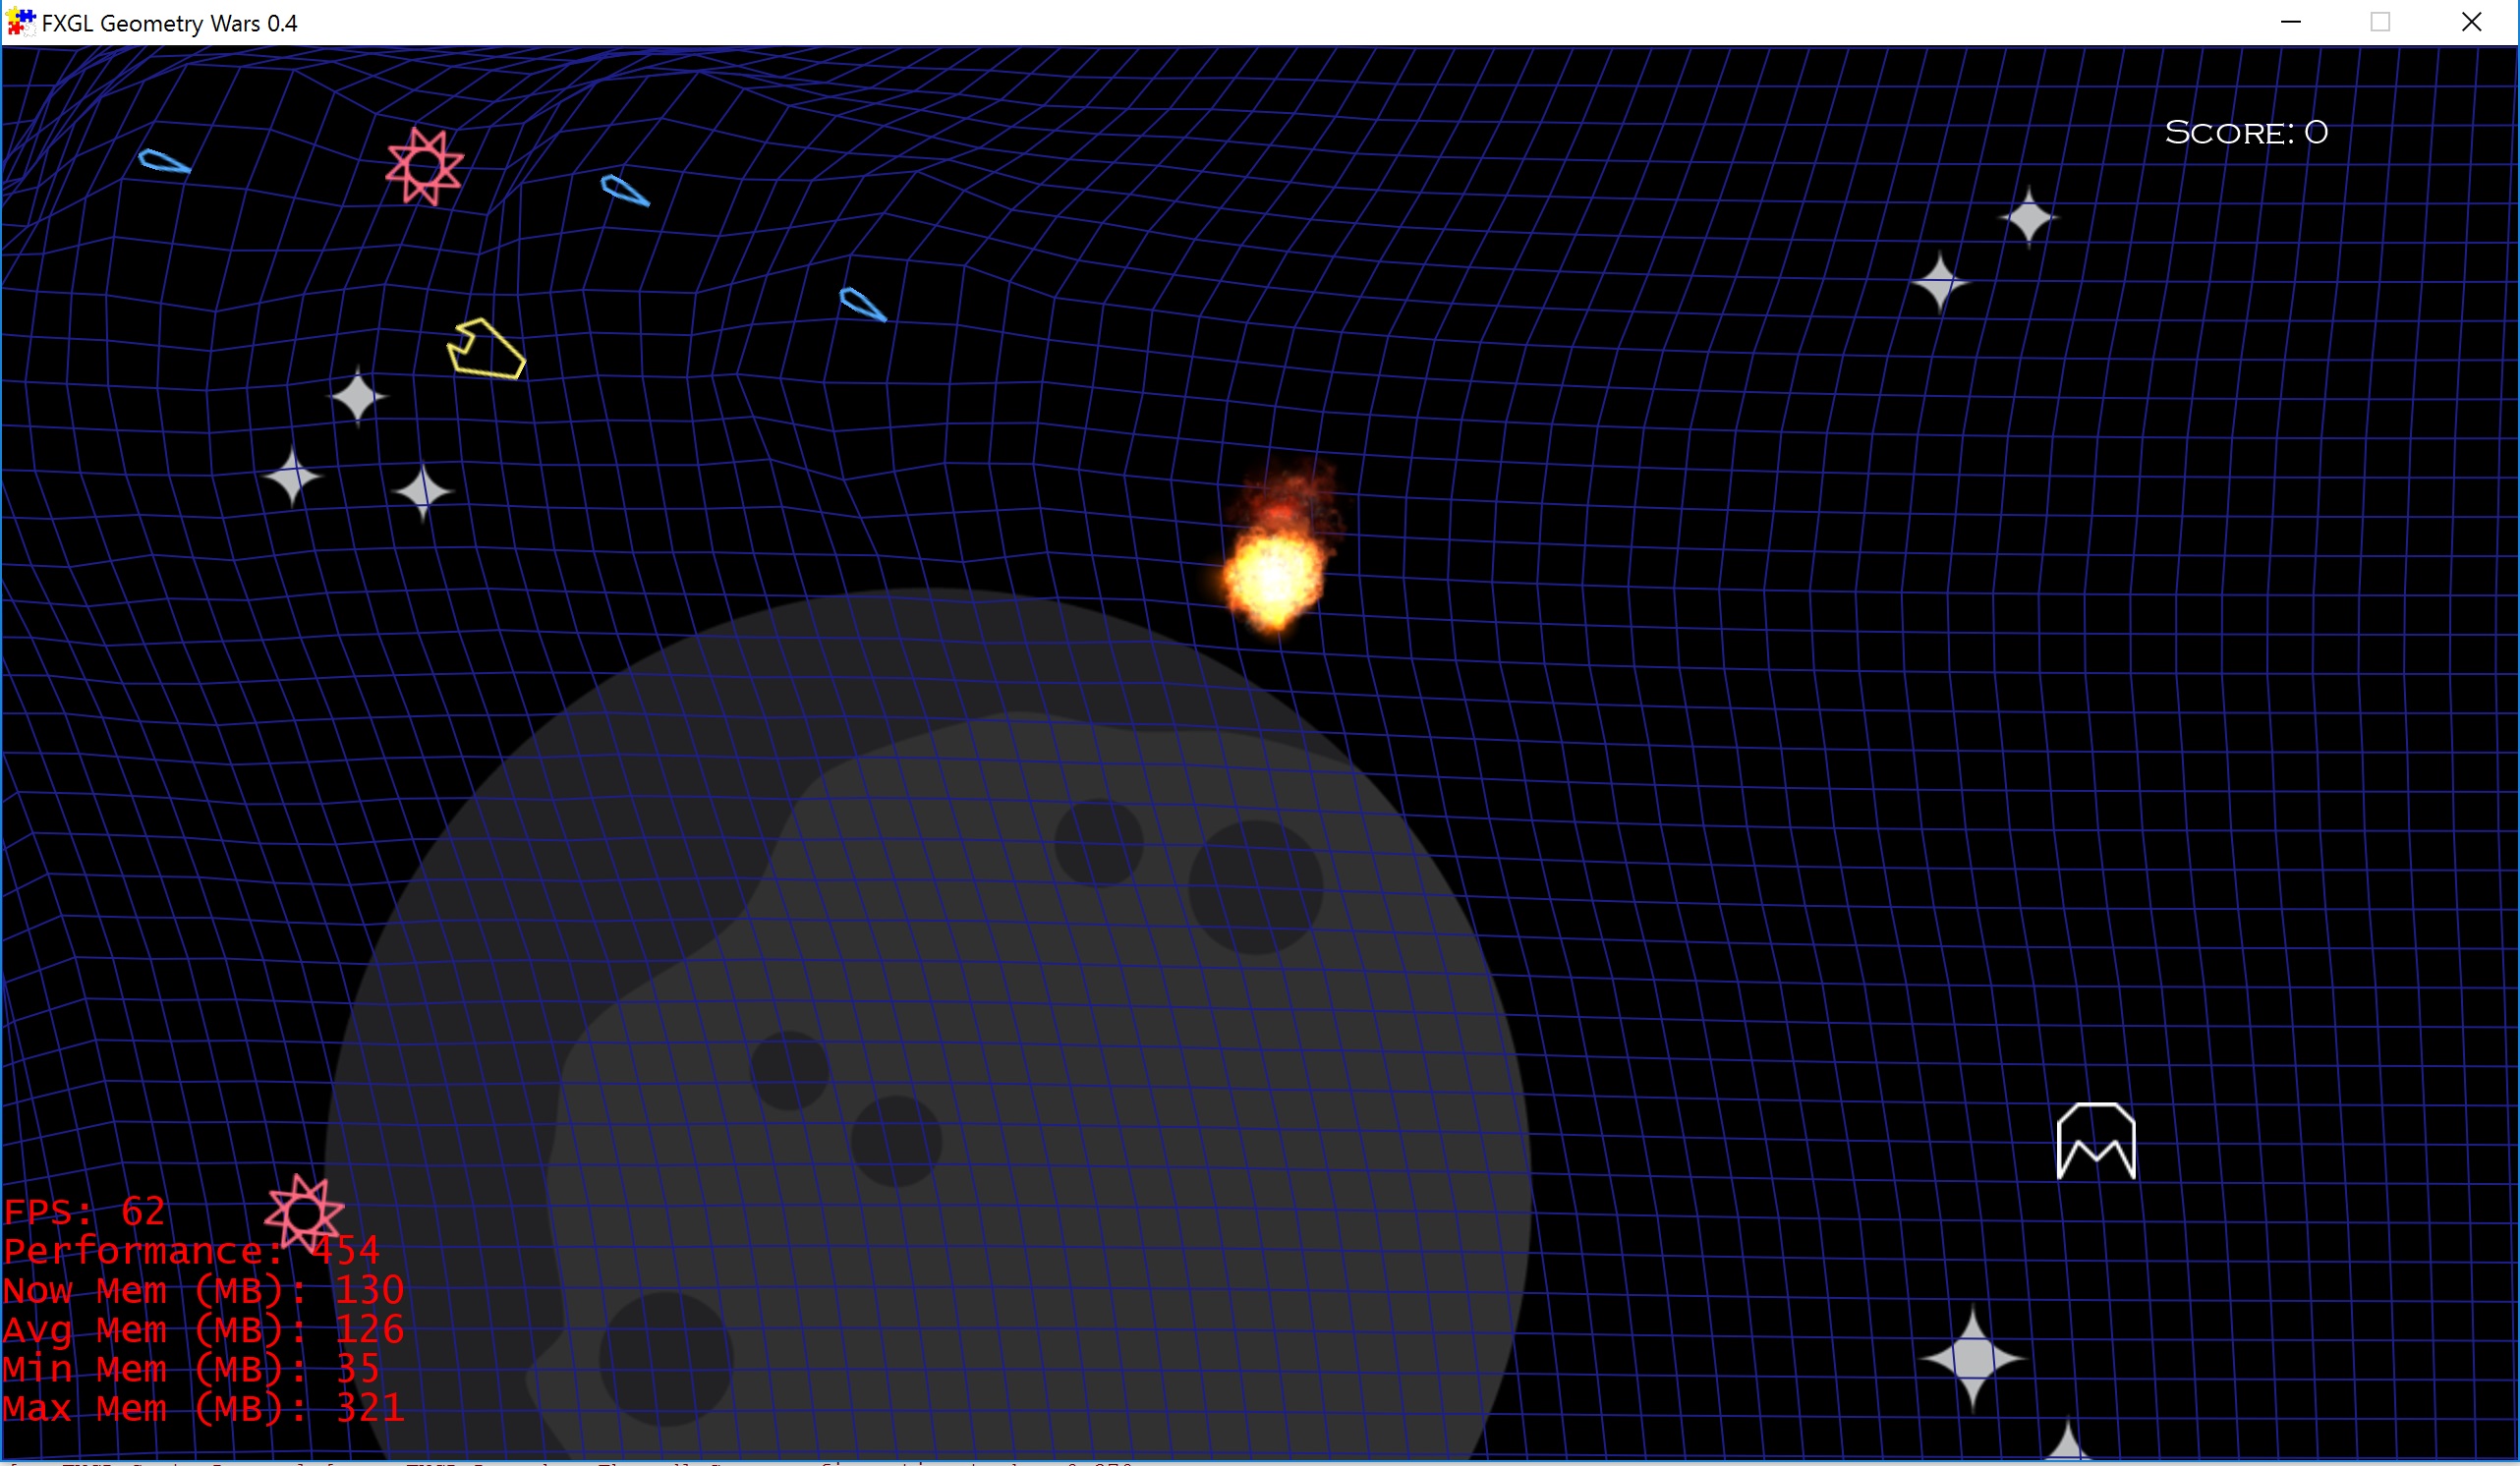 FXGL Geometry Wars 0.4
Score: 0
FPS: 62
Performance: 454
Now Mem (MB): 130
Avg Mem (MB): 126
Min Mem (MB): 35
Max Mem (MB): 321